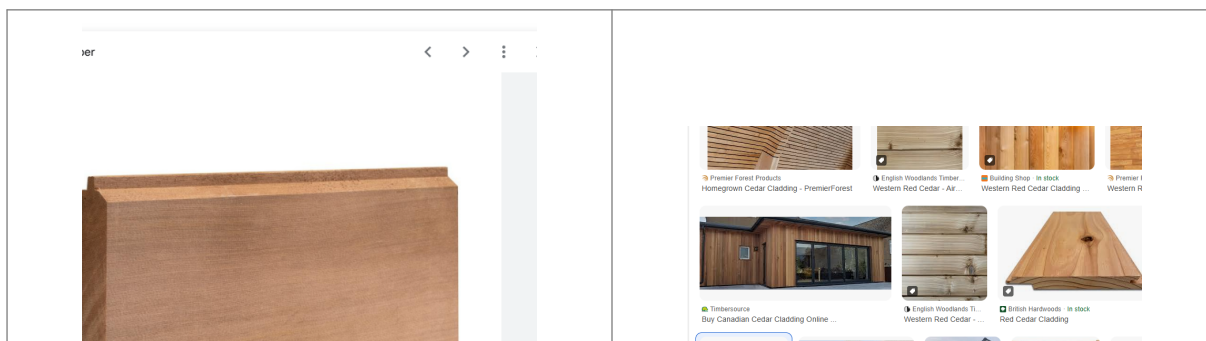 Premier Forest Products
English Woodlands Timber...
Building Shop · In stock
Premier
Homegrown Cedar Cladding - PremierForest
Western Red Cedar - Air...
Western Red Cedar Cladding ...
Western R
Timbersource
English Woodlands Ti...
British Hardwoods · In stock
Buy Canadian Cedar Cladding Online ...
Western Red Cedar - ...
Red Cedar Cladding